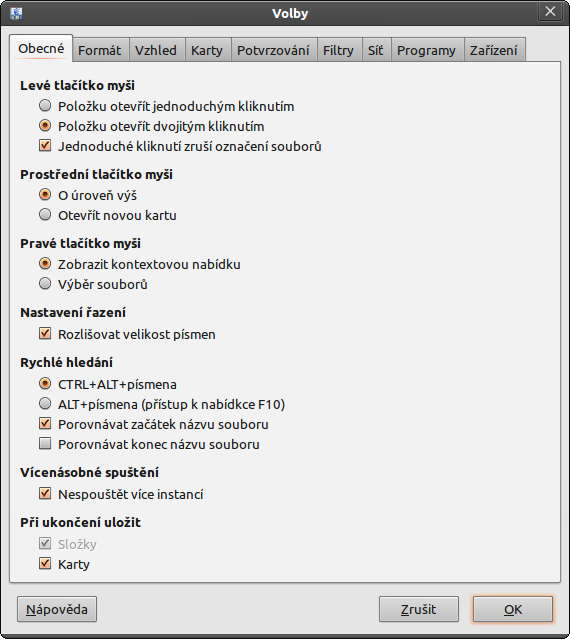 Volby
Obecné Formát Vzhled Karty Potvrzování Filtry Síť Programy Zařízení
Levé tlačítko myši
Položku otevřít jednoduchým kliknutím
Položku otevřít dvojitým kliknutím
Jednoduché kliknutí zruší označení souborů
Prostřední tlačítko myši
O úroveň výš
Otevřít novou kartu
Pravé tlačítko myši
Zobrazit kontextovou nabídku
Výběr souborů
Nastavení řazení
Rozlišovat velikost písmen
Rychlé hledání
CTRL+ALT+písmena
ALT+písmena (přístup k nabídkce F10)
Porovnávat začátek názvu souboru
Porovnávat konec názvu souboru
Vícenásobné spuštění
Nespouštět více instancí
Při ukončení uložit
Složky
Karty
Nápověda Zrušit OK